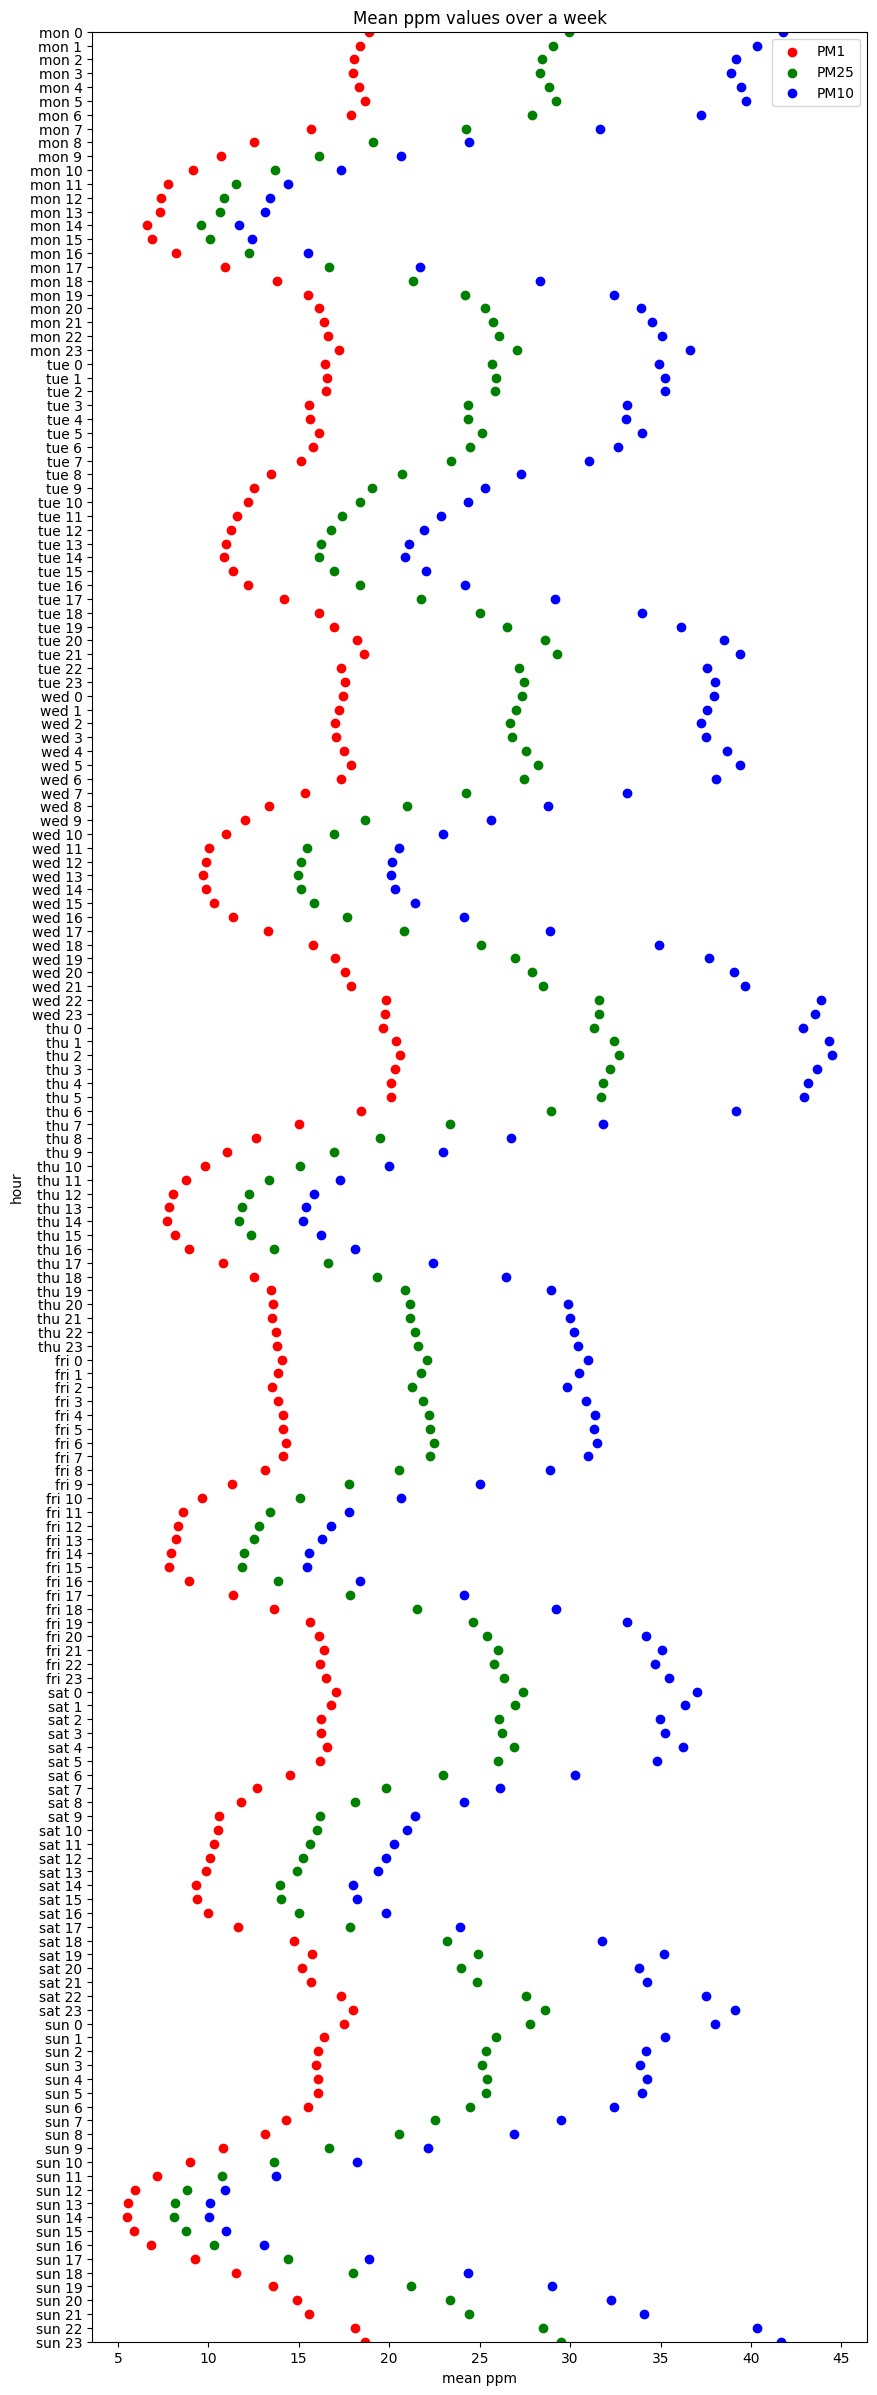 Mean ppm values over a week
PM1
PM25
PM10
mon 0
mon 1
mon 2
mon 3
mon 4
mon 5
mon 6
mon 7
mon 8
mon 9
mon 10
mon 11
mon 12
mon 13
mon 14
mon 15
mon 16
mon 17
mon 18
mon 19
mon 20
mon 21
mon 22
mon 23
tue 0
tue 1
tue 2
tue 3
tue 4
tue 5
tue 6
tue 7
tue 8
tue 9
tue 10
tue 11
tue 12
tue 13
tue 14
tue 15
tue 16
tue 17
tue 18
tue 19
tue 20
tue 21
tue 22
tue 23
wed 0
wed 1
wed 2
wed 3
wed 4
wed 5
wed 6
wed 7
wed 8
wed 9
wed 10
wed 11
wed 12
wed 13
wed 14
wed 15
wed 16
wed 17
wed 18
wed 19
wed 20
wed 21
wed 22
wed 23
thu 0
thu 1
thu 2
thu 3
thu 4
thu 5
thu 6
thu 7
thu 8
thu 9
thu 10
thu 11
thu 12
thu 13
thu 14
thu 15
thu 16
thu 17
thu 18
thu 19
thu 20
thu 21
thu 22
thu 23
fri 0
fri 1
fri 2
fri 3
fri 4
fri 5
fri 6
fri 7
fri 8
fri 9
fri 10
fri 11
fri 12
fri 13
fri 14
fri 15
fri 16
fri 17
fri 18
fri 19
fri 20
fri 21
fri 22
fri 23
sat 0
sat 1
sat 2
sat 3
sat 4
sat 5
sat 6
sat 7
sat 8
sat 9
sat 10
sat 11
sat 12
sat 13
sat 14
sat 15
sat 16
sat 17
sat 18
sat 19
sat 20
sat 21
sat 22
sat 23
sun 0
sun 1
sun 2
sun 3
sun 4
sun 5
sun 6
sun 7
sun 8
sun 9
sun 10
sun 11
sun 12
sun 13
sun 14
sun 15
sun 16
sun 17
sun 18
sun 19
sun 20
sun 21
sun 22
sun 23
hour
5 10 15 20 25 30 35 40 45
mean ppm